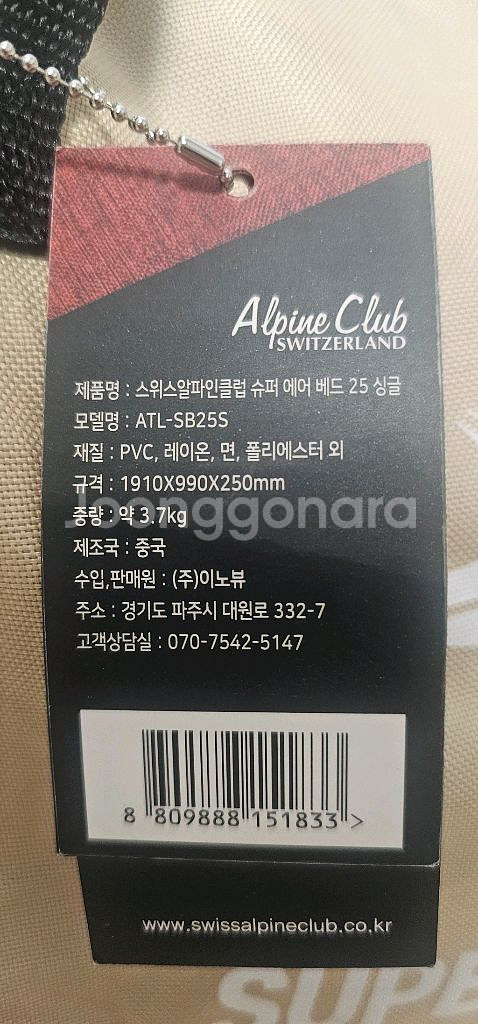 Alpine Club
SWITZERLAND
제품명 : 스위스알파인클럽 슈퍼 에어 베드 25 싱글
모델명 : ATL-SB25S
재질 : PVC, 레이온, 면, 폴리에스터 외
규격 : 1910X990X250mm
Joonggonara
중량 : 약 3.7kg
제조국 : 중국
수입,판매원 : (주)이노뷰
주소 : 경기도 파주시 대원로 332-7
고객상담실 : 070-7542-5147
8 809888 151833 >
www.swissalpineclub.co.kr
SUPE